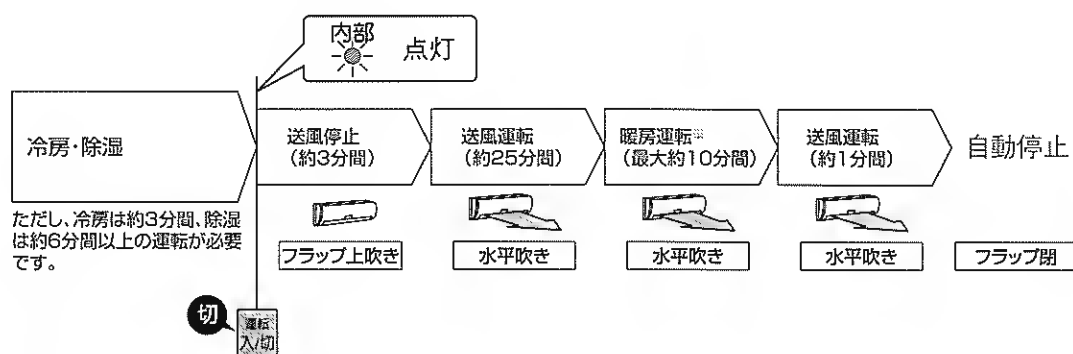 内部
点灯
冷房・除湿
送風停止
(約3分間)
送風運転
(約25分間)
暖房運転※
(最大約10分間)
送風運転
(約1分間)
自動停止
ただし、冷房は約3分間、除湿
は約6分間以上の運転が必要
です。
フラップ上吹き
水平吹き
水平吹き
水平吹き
フラップ閉
切
運転
入/切